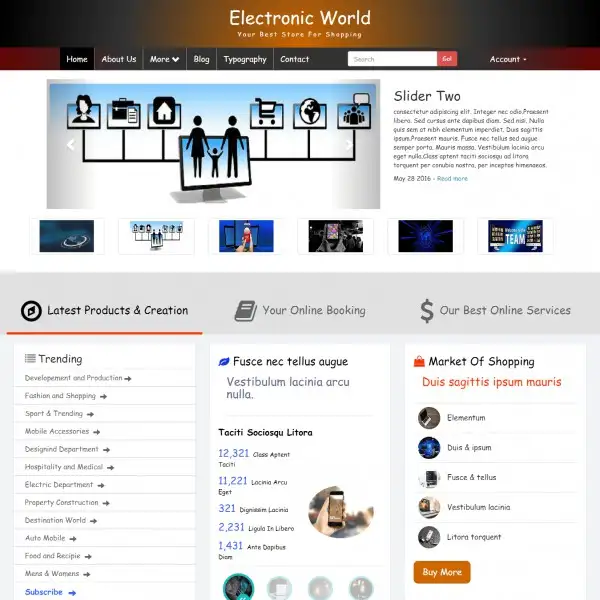 Electronic World
Your Best Store For Shopping
Home About Us More Blog Typography Contact Search Go! Account
Slider Two
consectetur adipiscing elit. Integer nec odio.Praesent
libero. Sed cursus ante dapibus diam. Sed nisi. Nulla
quis sem at nibh elementum imperdiet. Duis sagittis
ipsum.Praesent mauris. Fusce nec tellus sed augue
semper porta. Mauris massa. Vestibulum lacinia arcu
eget nulla,Class aptent taciti sociosqu ad litora
torquent per conubia nostra, per inceptos himenaeos.
May 28 2016 - Read more
TEAM
Latest Products & Creation
Your Online Booking
Our Best Online Services
Trending
Developement and Production
Fashion and Shopping
Sport & Trending
Mobile Accessories
Designind Department
Hospitality and Medical
Electric Department
Property Construction
Destination World
Auto Mobile
Food and Recipie
Mens & Womens
Subscribe
Fusce nec tellus augue
Vestibulum lacinia arcu
nulla.
Taciti Sociosqu Litora
12,321 Class Aptent
Taciti
11,221 Lacinia Arcu
Eget
321 Dignissim Lacinia
2,231 Ligula In Libero
1,431 Ante Dapibus
Diam
Market Of Shopping
Duis sagittis ipsum mauris
Elementum
Duis & ipsum
Fusce & tellus
Vestibulum lacinia
Litora torquent
Buy More